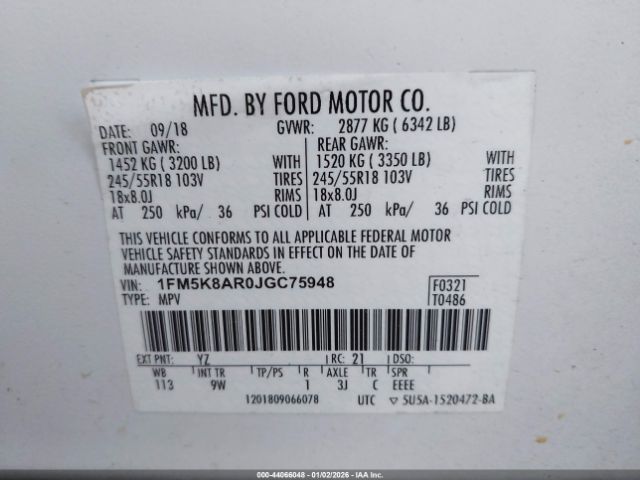 MFD. BY FORD MOTOR CO.
DATE: 09/18 GVWR: 2877 KG ( 6342 LB)
FRONT GAWR: REAR GAWR:
1452 KG ( 3200 LB) WITH 1520 KG ( 3350 LB) WITH
245/55R18 103V TIRES 245/55R18 103V TIRES
18x8.0J RIMS 18x8.0J RIMS
AT 250 kPa/ 36 PSI COLD AT 250 kPa/ 36 PSI COLD
THIS VEHICLE CONFORMS TO ALL APPLICABLE FEDERAL MOTOR
VEHICLE SAFETY STANDARDS IN EFFECT ON THE DATE OF
MANUFACTURE SHOWN ABOVE.
VIN: 1FM5K8AR0JGC75948 F0321
TYPE: MPV T0486
EXT PNT: YZ RC: 21 DSO:
WB INT TR TP/PS R AXLE TR SPR
113 9W 1 3J C EEEE
1201809066078 UTC ▽ 5U5A-1520472-BA
000-44066048 - 01/02/2026 - IAA Inc.